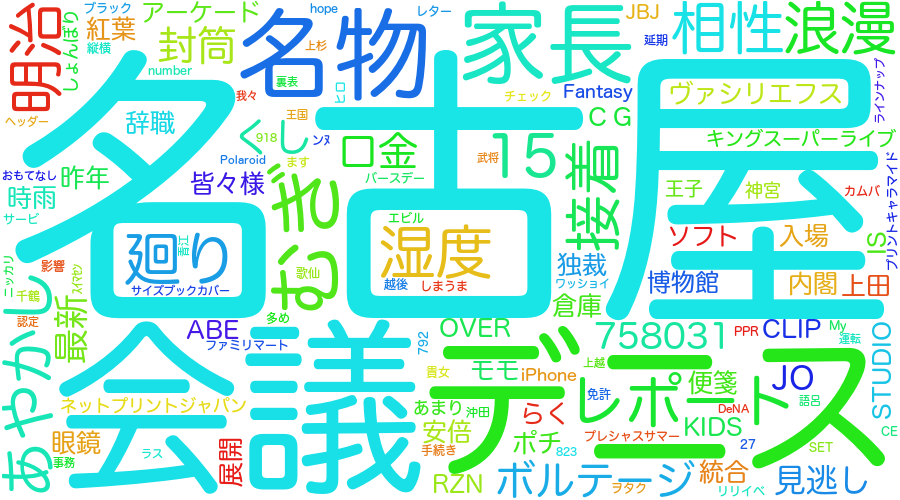 名古屋
会議
デレステ
レポート
名物
家長
相性
浪漫
明治
しょんぼり
ブラック
紅葉
縦横
アーケード
封筒
hope
レター
number
上杉
裏表
我々
ヒロ
王国
JBJ
延期
ラインナップ
Fantasy
チェック
ヴァシリエフス
CG
キングスーパーライブ
ヘッダー
辞職
くし
918
ンヌ
ます
Polaroid
口金
15
武将
バースデー
接着
おもてなし
昨年
皆々様
むぎ
時雨
サービ
王子
神宮
カムバ
プリントキャラマイド
エビル
ソフト
入場
IS
廻り
青江
湿度
歌仙
独裁
ワッショイ
ニッカリ
影響
スイマセン
千鶴
認定
サイズブックカバー
越後
しまうま
博物館
内閣
上田
倉庫
多め
あやかし
最新
ABE
ファミリマート
792
OVER
758031
PPR
CLIP
My
運転
STUDIO
モモ
iPhone
上越
貴女
免許
JO
語呂
ネットプリントジャパン
あまり
沖田
らく
便箋
DeNA
KIDS
CE
眼鏡
展開
安倍
ポチ
プレシャスサマー
27
SET
事務
ラス
手続き
823
RZN
ボルテージ
ヲタク
統合
リリイベ
見逃し